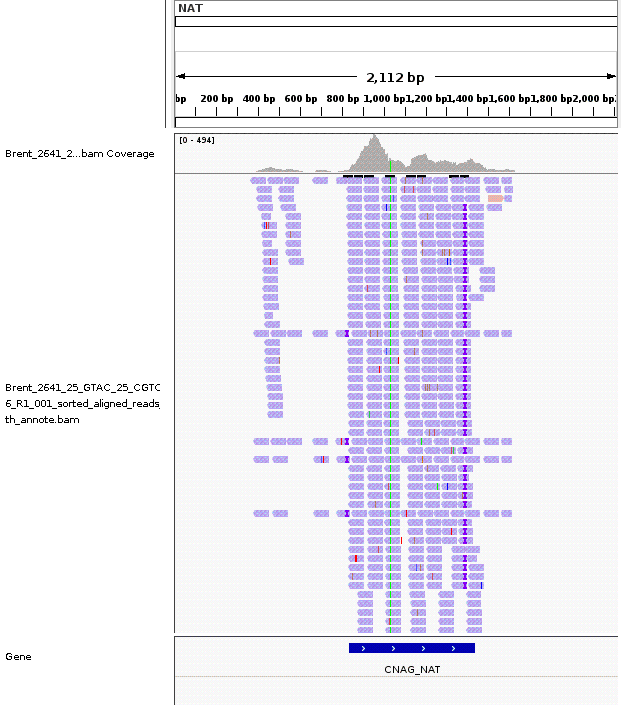 NAT
2,112 bp
bp 200 bp 400 bp 600 bp 800 bp 1,000 bp 1,200 bp 1,400 bp 1,600 bp 1,800 bp 2,000 bp
Brent_2641_2...bam Coverage
[0 - 494]
Brent_2641_25_GTAC_25_CGTC
6_R1_001_sorted_aligned_reads_
th_annote.bam
Gene
CNAG_NAT